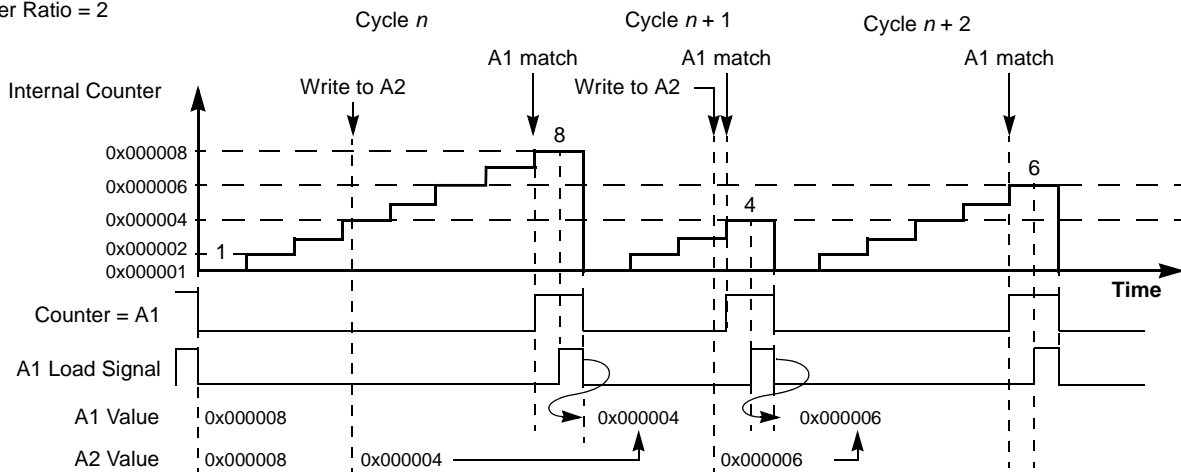 er Ratio = 2
Cycle n
Cycle n + 1
Cycle n + 2
A1 match
A1 match
A1 match
Internal Counter
Write to A2
Write to A2
8
0x000008
6
0x000006
4
0x000004
0x000002
1
0x000001
Time
Counter = A1
A1 Load Signal
A1 Value
0x000008
0x000004
0x000006
A2 Value
0x000008
0x000004
0x000006